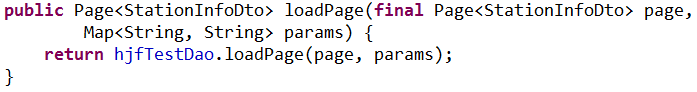 public Page<StationInfoDto> loadPage(final Page<StationInfoDto> page,
        Map<String, String> params) {
    return hjfTestDao.loadPage(page, params);
}